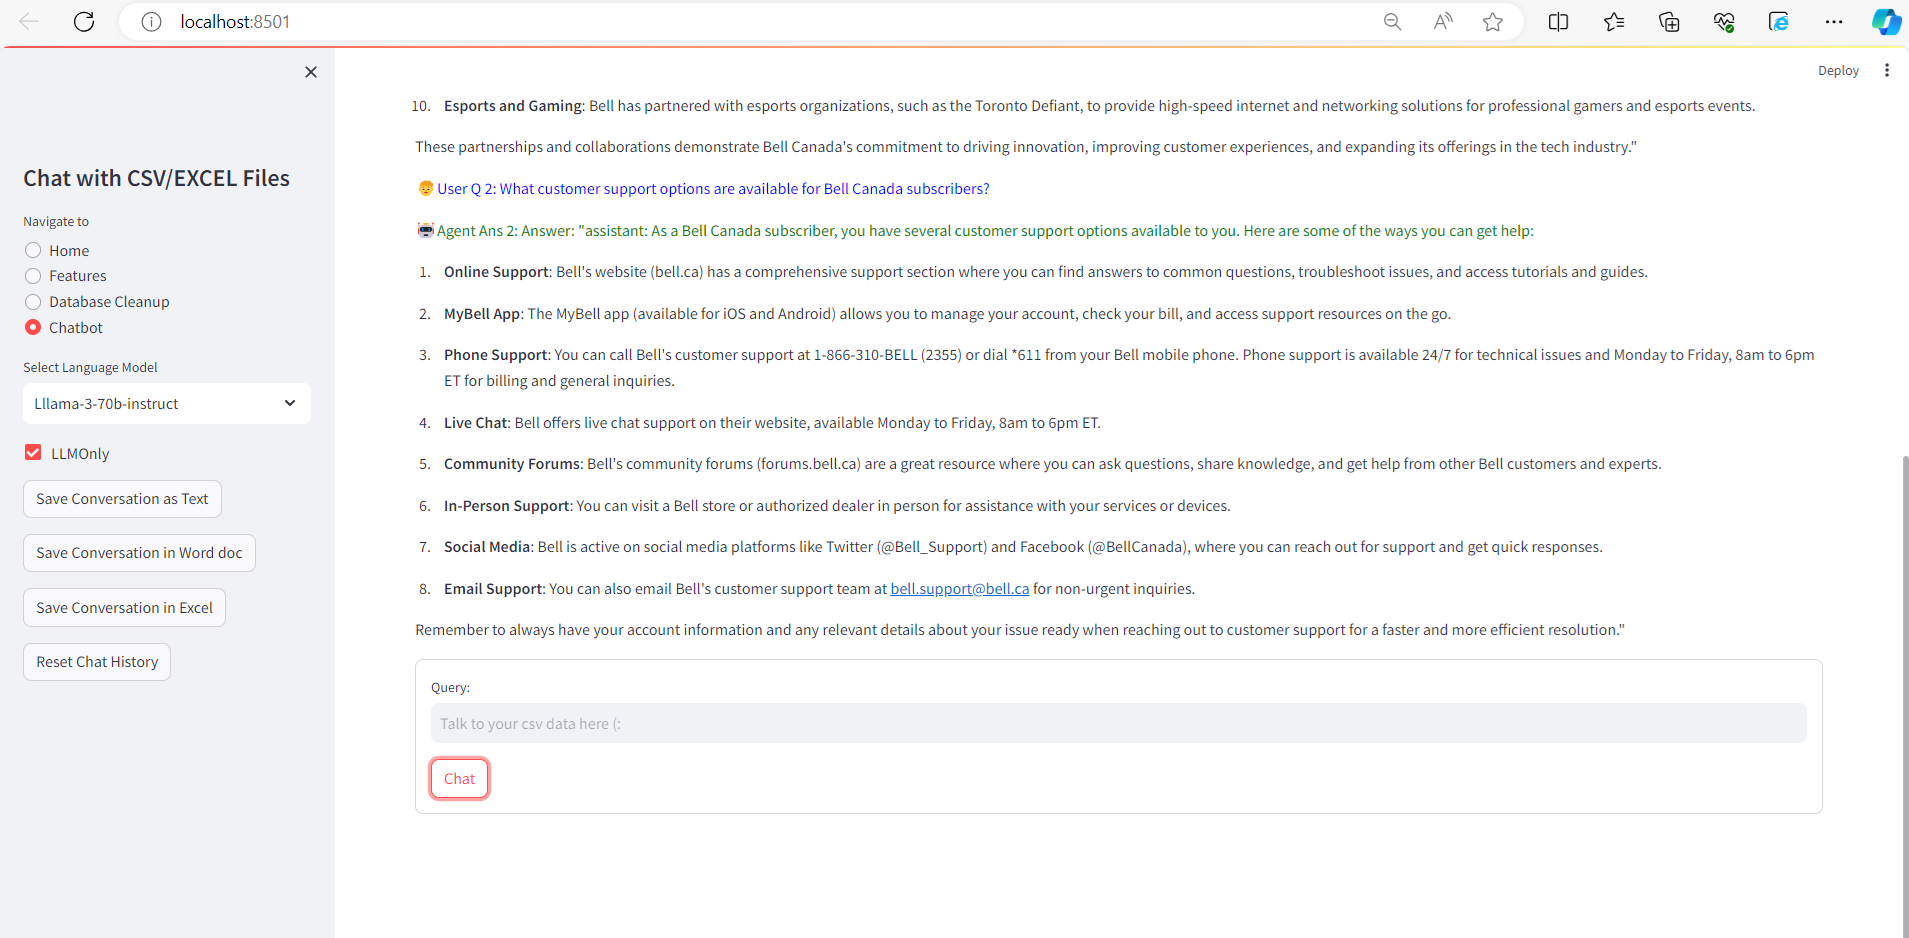 localhost:8501
Deploy
Chat with CSV/EXCEL Files
Navigate to
Home
Features
Database Cleanup
Chatbot
Select Language Model
Lllama-3-70b-instruct
LLMOnly
Save Conversation as Text
Save Conversation in Word doc
Save Conversation in Excel
Reset Chat History
10. Esports and Gaming: Bell has partnered with esports organizations, such as the Toronto Defiant, to provide high-speed internet and networking solutions for professional gamers and esports events.
These partnerships and collaborations demonstrate Bell Canada's commitment to driving innovation, improving customer experiences, and expanding its offerings in the tech industry."
User Q 2: What customer support options are available for Bell Canada subscribers?
Agent Ans 2: Answer: "assistant: As a Bell Canada subscriber, you have several customer support options available to you. Here are some of the ways you can get help:
1. Online Support: Bell's website (bell.ca) has a comprehensive support section where you can find answers to common questions, troubleshoot issues, and access tutorials and guides.
2. MyBell App: The MyBell app (available for iOS and Android) allows you to manage your account, check your bill, and access support resources on the go.
3. Phone Support: You can call Bell's customer support at 1-866-310-BELL (2355) or dial *611 from your Bell mobile phone. Phone support is available 24/7 for technical issues and Monday to Friday, 8am to 6pm
ET for billing and general inquiries.
4. Live Chat: Bell offers live chat support on their website, available Monday to Friday, 8am to 6pm ET.
5. Community Forums: Bell's community forums (forums.bell.ca) are a great resource where you can ask questions, share knowledge, and get help from other Bell customers and experts.
6. In-Person Support: You can visit a Bell store or authorized dealer in person for assistance with your services or devices.
7. Social Media: Bell is active on social media platforms like Twitter (@Bell_Support) and Facebook (@BellCanada), where you can reach out for support and get quick responses.
8. Email Support: You can also email Bell's customer support team at bell.support@bell.ca for non-urgent inquiries.
Remember to always have your account information and any relevant details about your issue ready when reaching out to customer support for a faster and more efficient resolution."
Query:
Talk to your csv data here (:
Chat